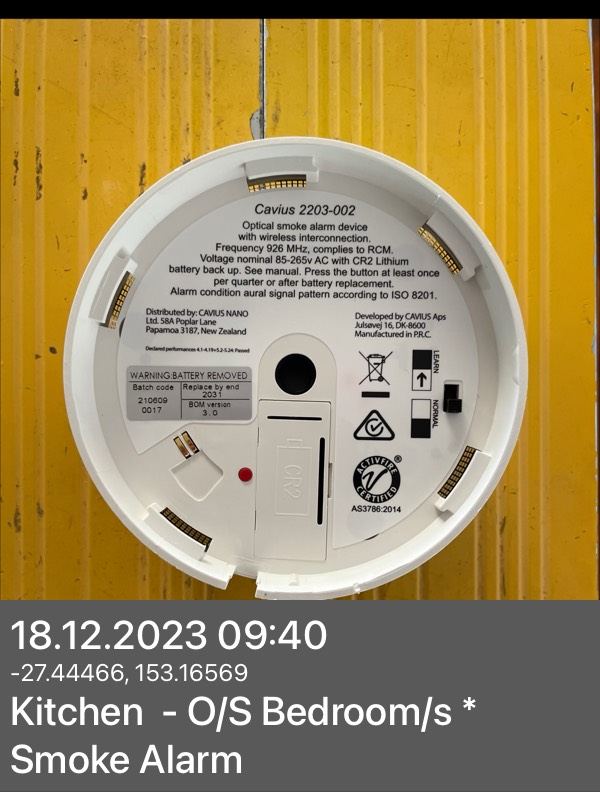 Cavius 2203-002
Optical smoke alarm device
with wireless interconnection.
Frequency 926 MHz, complies to RCM.
Voltage nominal 85-265v AC with CR2 Lithium
battery back up. See manual. Press the button at least once
per quarter or after battery replacement.
Alarm condition aural signal pattern according to ISO 8201.
Distributed by: CAVIUS NANO
Ltd. 58A Poplar Lane
Papamoa 3187, New Zealand
Developed by CAVIUS Aps
Julsøvej 16, DK-8600
Manufactured in P.R.C.
Declared performances 4.1-4.19+5.2-5.24: Passed
WARNING:BATTERY REMOVED
Batch code
210609
0017
Replace by end
2031
BOM version
3.0
LEARN
NORMAL
CR2
ACTIVFIRE®
CERTIFIED
AS3786:2014
18.12.2023 09:40
-27.44466, 153.16569
Kitchen - O/S Bedroom/s *
Smoke Alarm